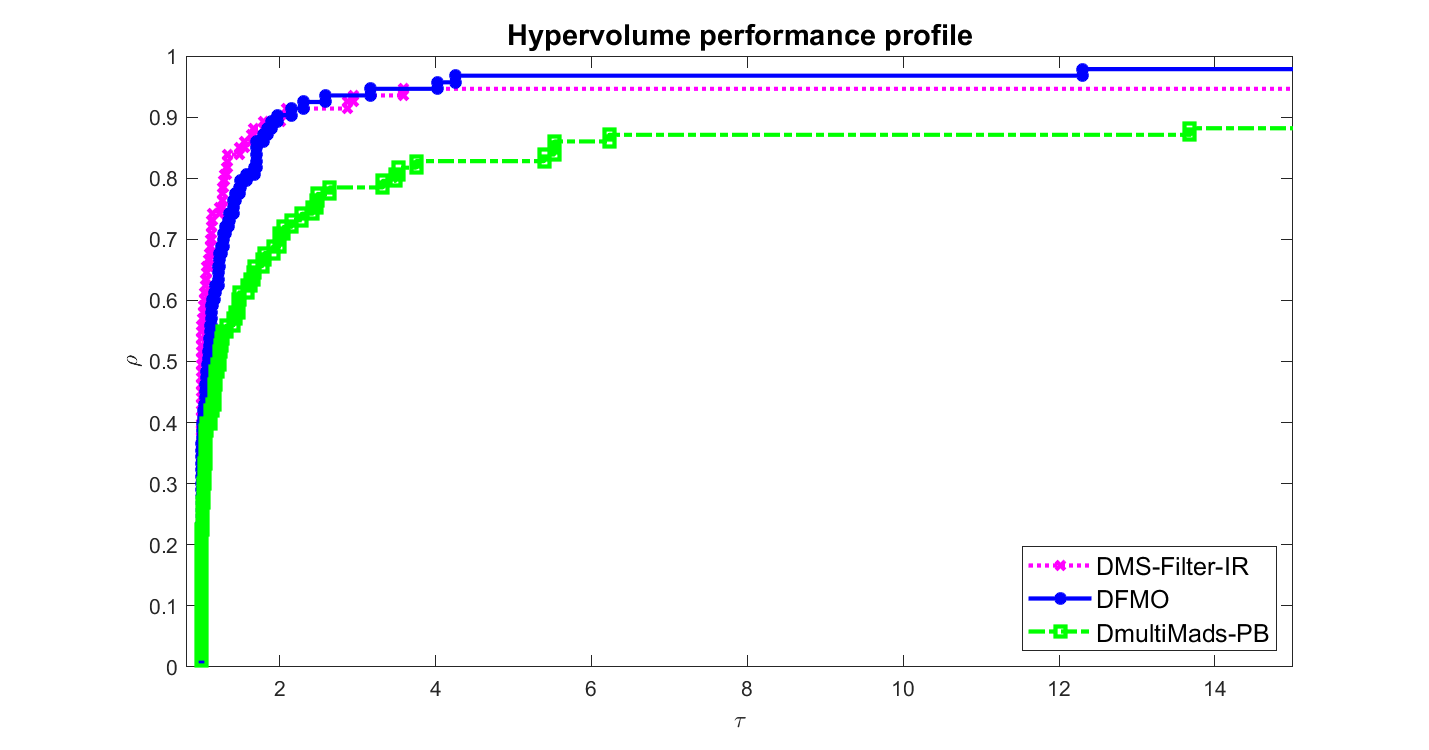 Hypervolume performance profile
1
0.9
0.8
0.7
0.6
0.5
0.4
0.3
0.2
0.1
0
ρ
2 4 6 8 10 12 14
τ
DMS-Filter-IR
DFMO
DmultiMads-PB